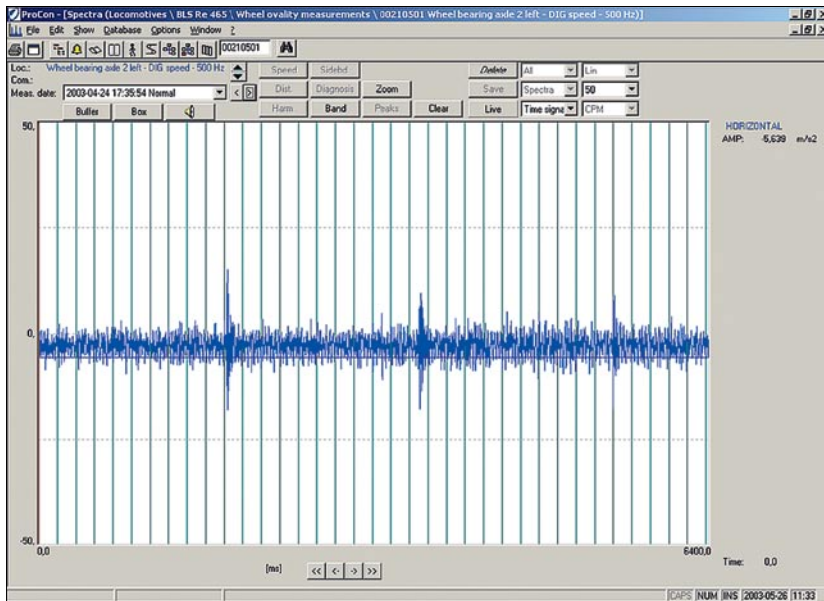 ProCon - [Spectra (Locomotives \ BLS Re 465 \ Wheel ovality measurements \ 00210501 Wheel bearing axle 2 left - DIG speed - 500 Hz)]
File Edit Show Database Options Window ?
00210501
Loc.: Wheel bearing axle 2 left - DIG speed - 500 Hz
Com.:
Meas. date: 2003-04-24 17:35:54 Normal < >
Buffer Box
Speed Sideb'd Delete All Lin
Dist. Diagnosis Zoom Save Spectra 50
Harm Band Peaks Clear Live Time signa CPM
50,
HORIZONTAL
AMP: -5,639 m/s2
0,
-50,
0,0 6400,0
[ms] << <- -> >>
Time: 0,0
CAPS NUM INS 2003-05-26 11:33